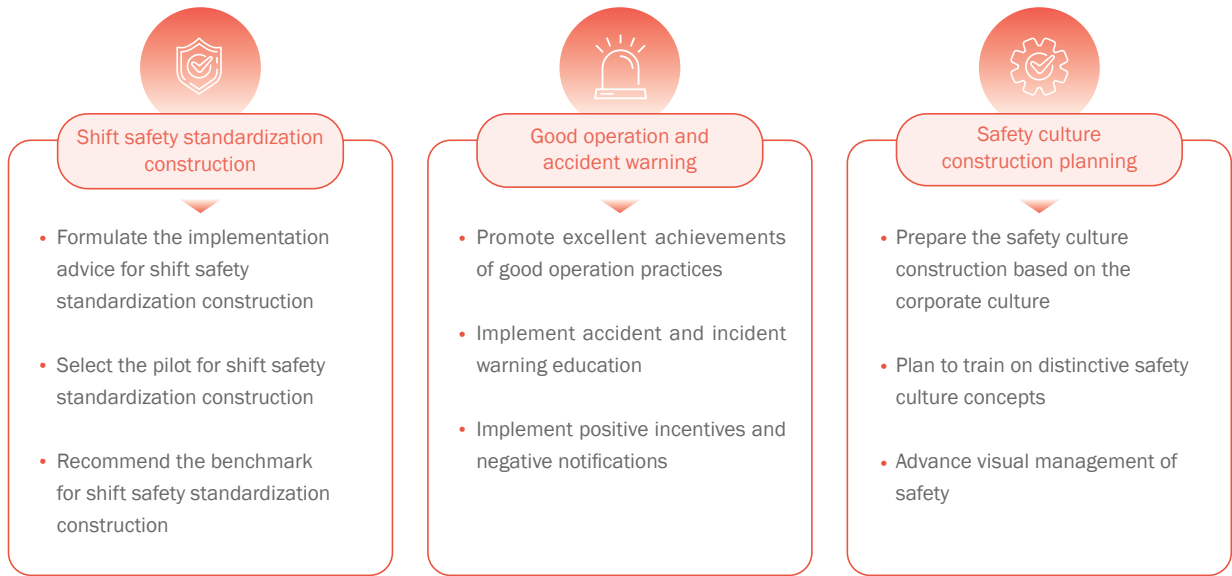 Shift safety standardization
construction
Formulate the implementation
advice for shift safety
standardization construction
Select the pilot for shift safety
standardization construction
Recommend the benchmark
for shift safety standardization
construction
Good operation and
accident warning
Promote excellent achievements
of good operation practices
Implement accident and incident
warning education
Implement positive incentives and
negative notifications
Safety culture
construction planning
Prepare the safety culture
construction based on the
corporate culture
Plan to train on distinctive safety
culture concepts
Advance visual management of
safety